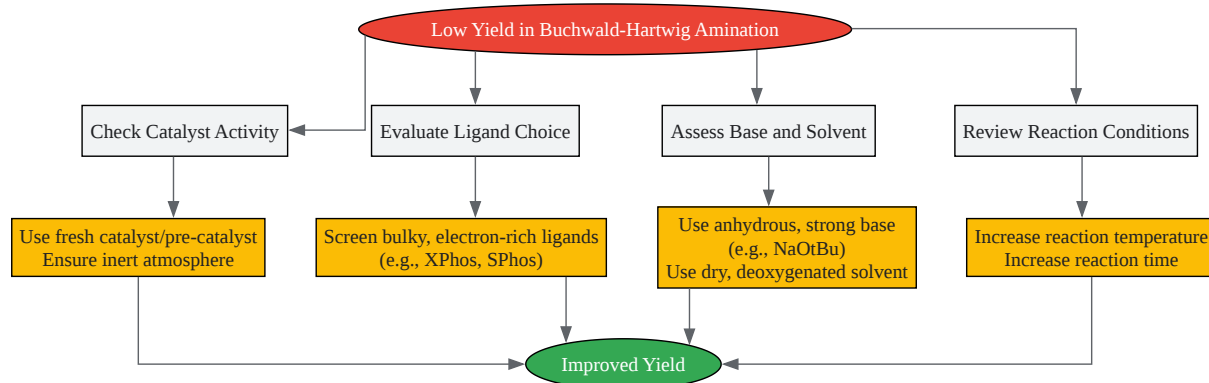 Low Yield in Buchwald-Hartwig Amination
Check Catalyst Activity
Evaluate Ligand Choice
Assess Base and Solvent
Review Reaction Conditions
Use fresh catalyst/pre-catalyst
Ensure inert atmosphere
Screen bulky, electron-rich ligands
(e.g., XPhos, SPhos)
Use anhydrous, strong base
(e.g., NaOtBu)
Use dry, deoxygenated solvent
Increase reaction temperature
Increase reaction time
Improved Yield